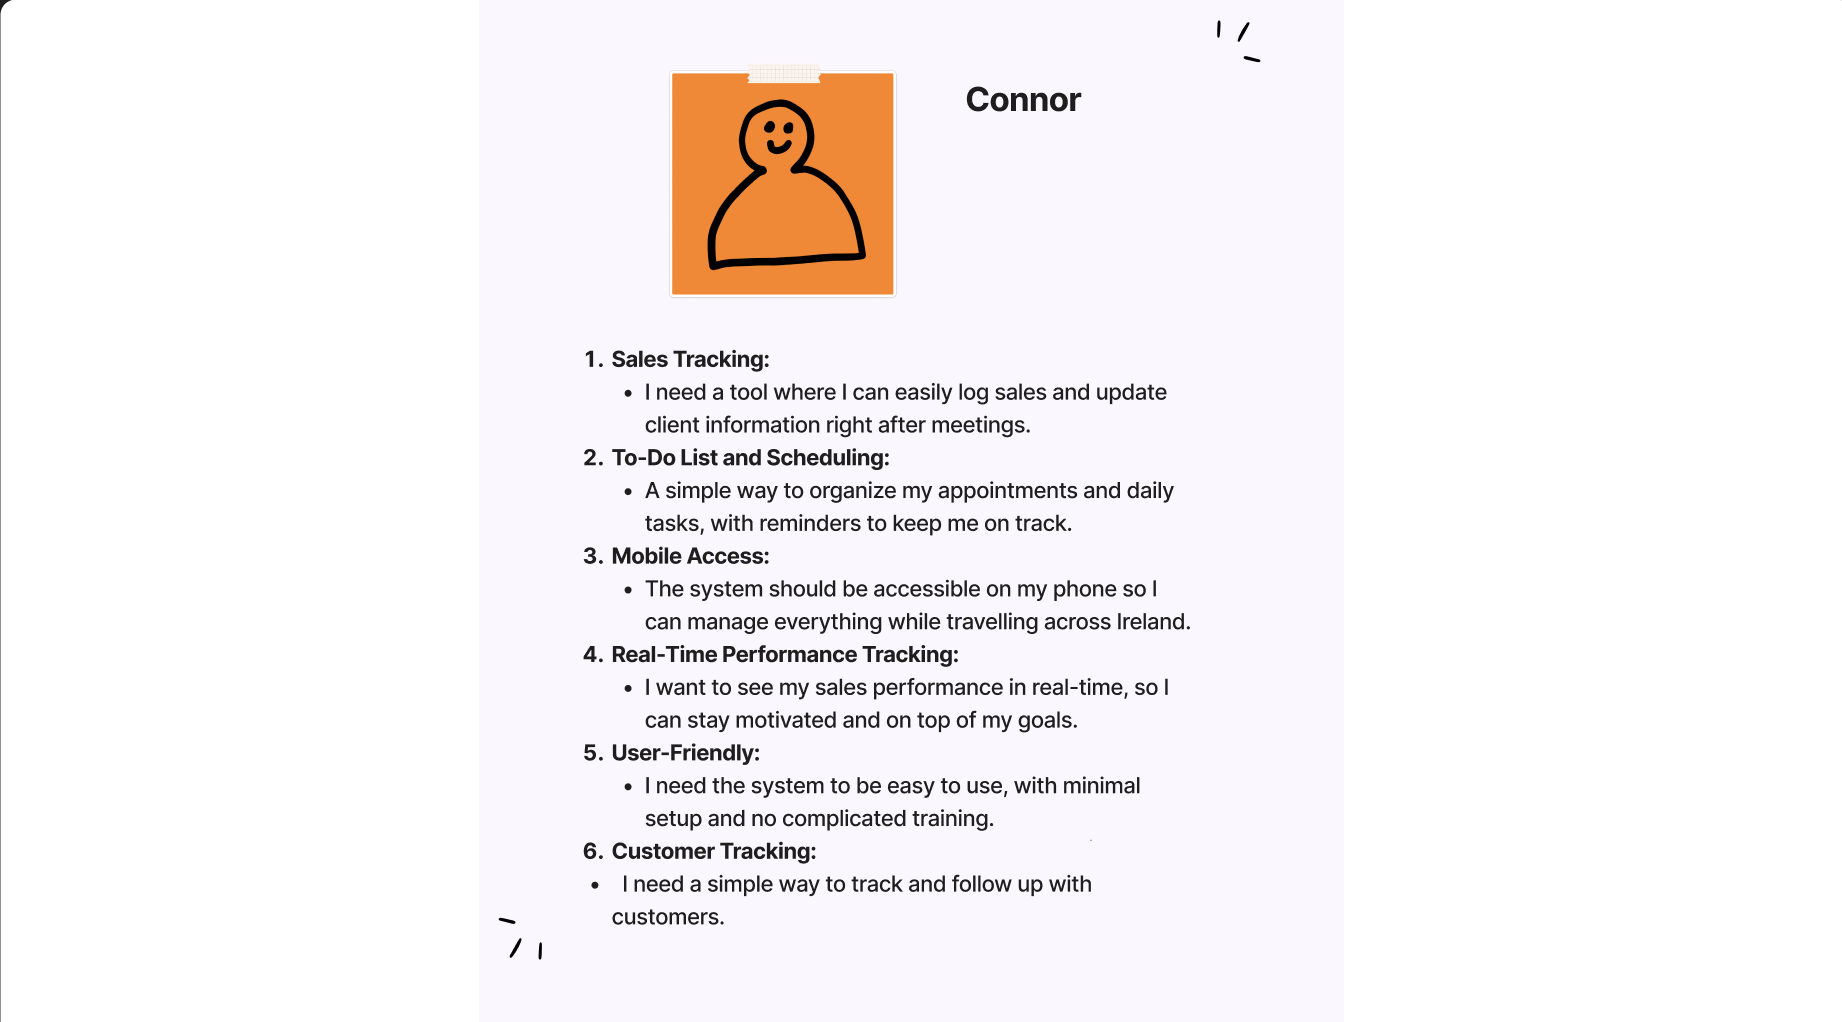 Connor
1. Sales Tracking:
• I need a tool where I can easily log sales and update
client information right after meetings.
2. To-Do List and Scheduling:
• A simple way to organize my appointments and daily
tasks, with reminders to keep me on track.
3. Mobile Access:
• The system should be accessible on my phone so I
can manage everything while travelling across Ireland.
4. Real-Time Performance Tracking:
• I want to see my sales performance in real-time, so I
can stay motivated and on top of my goals.
5. User-Friendly:
• I need the system to be easy to use, with minimal
setup and no complicated training.
6. Customer Tracking:
• I need a simple way to track and follow up with
customers.